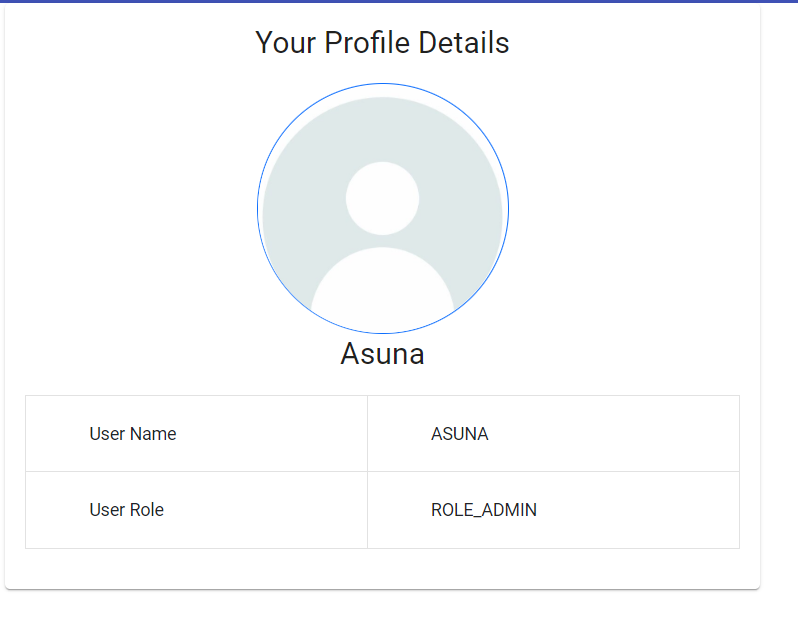 Your Profile Details
Asuna
User Name ASUNA
User Role ROLE_ADMIN